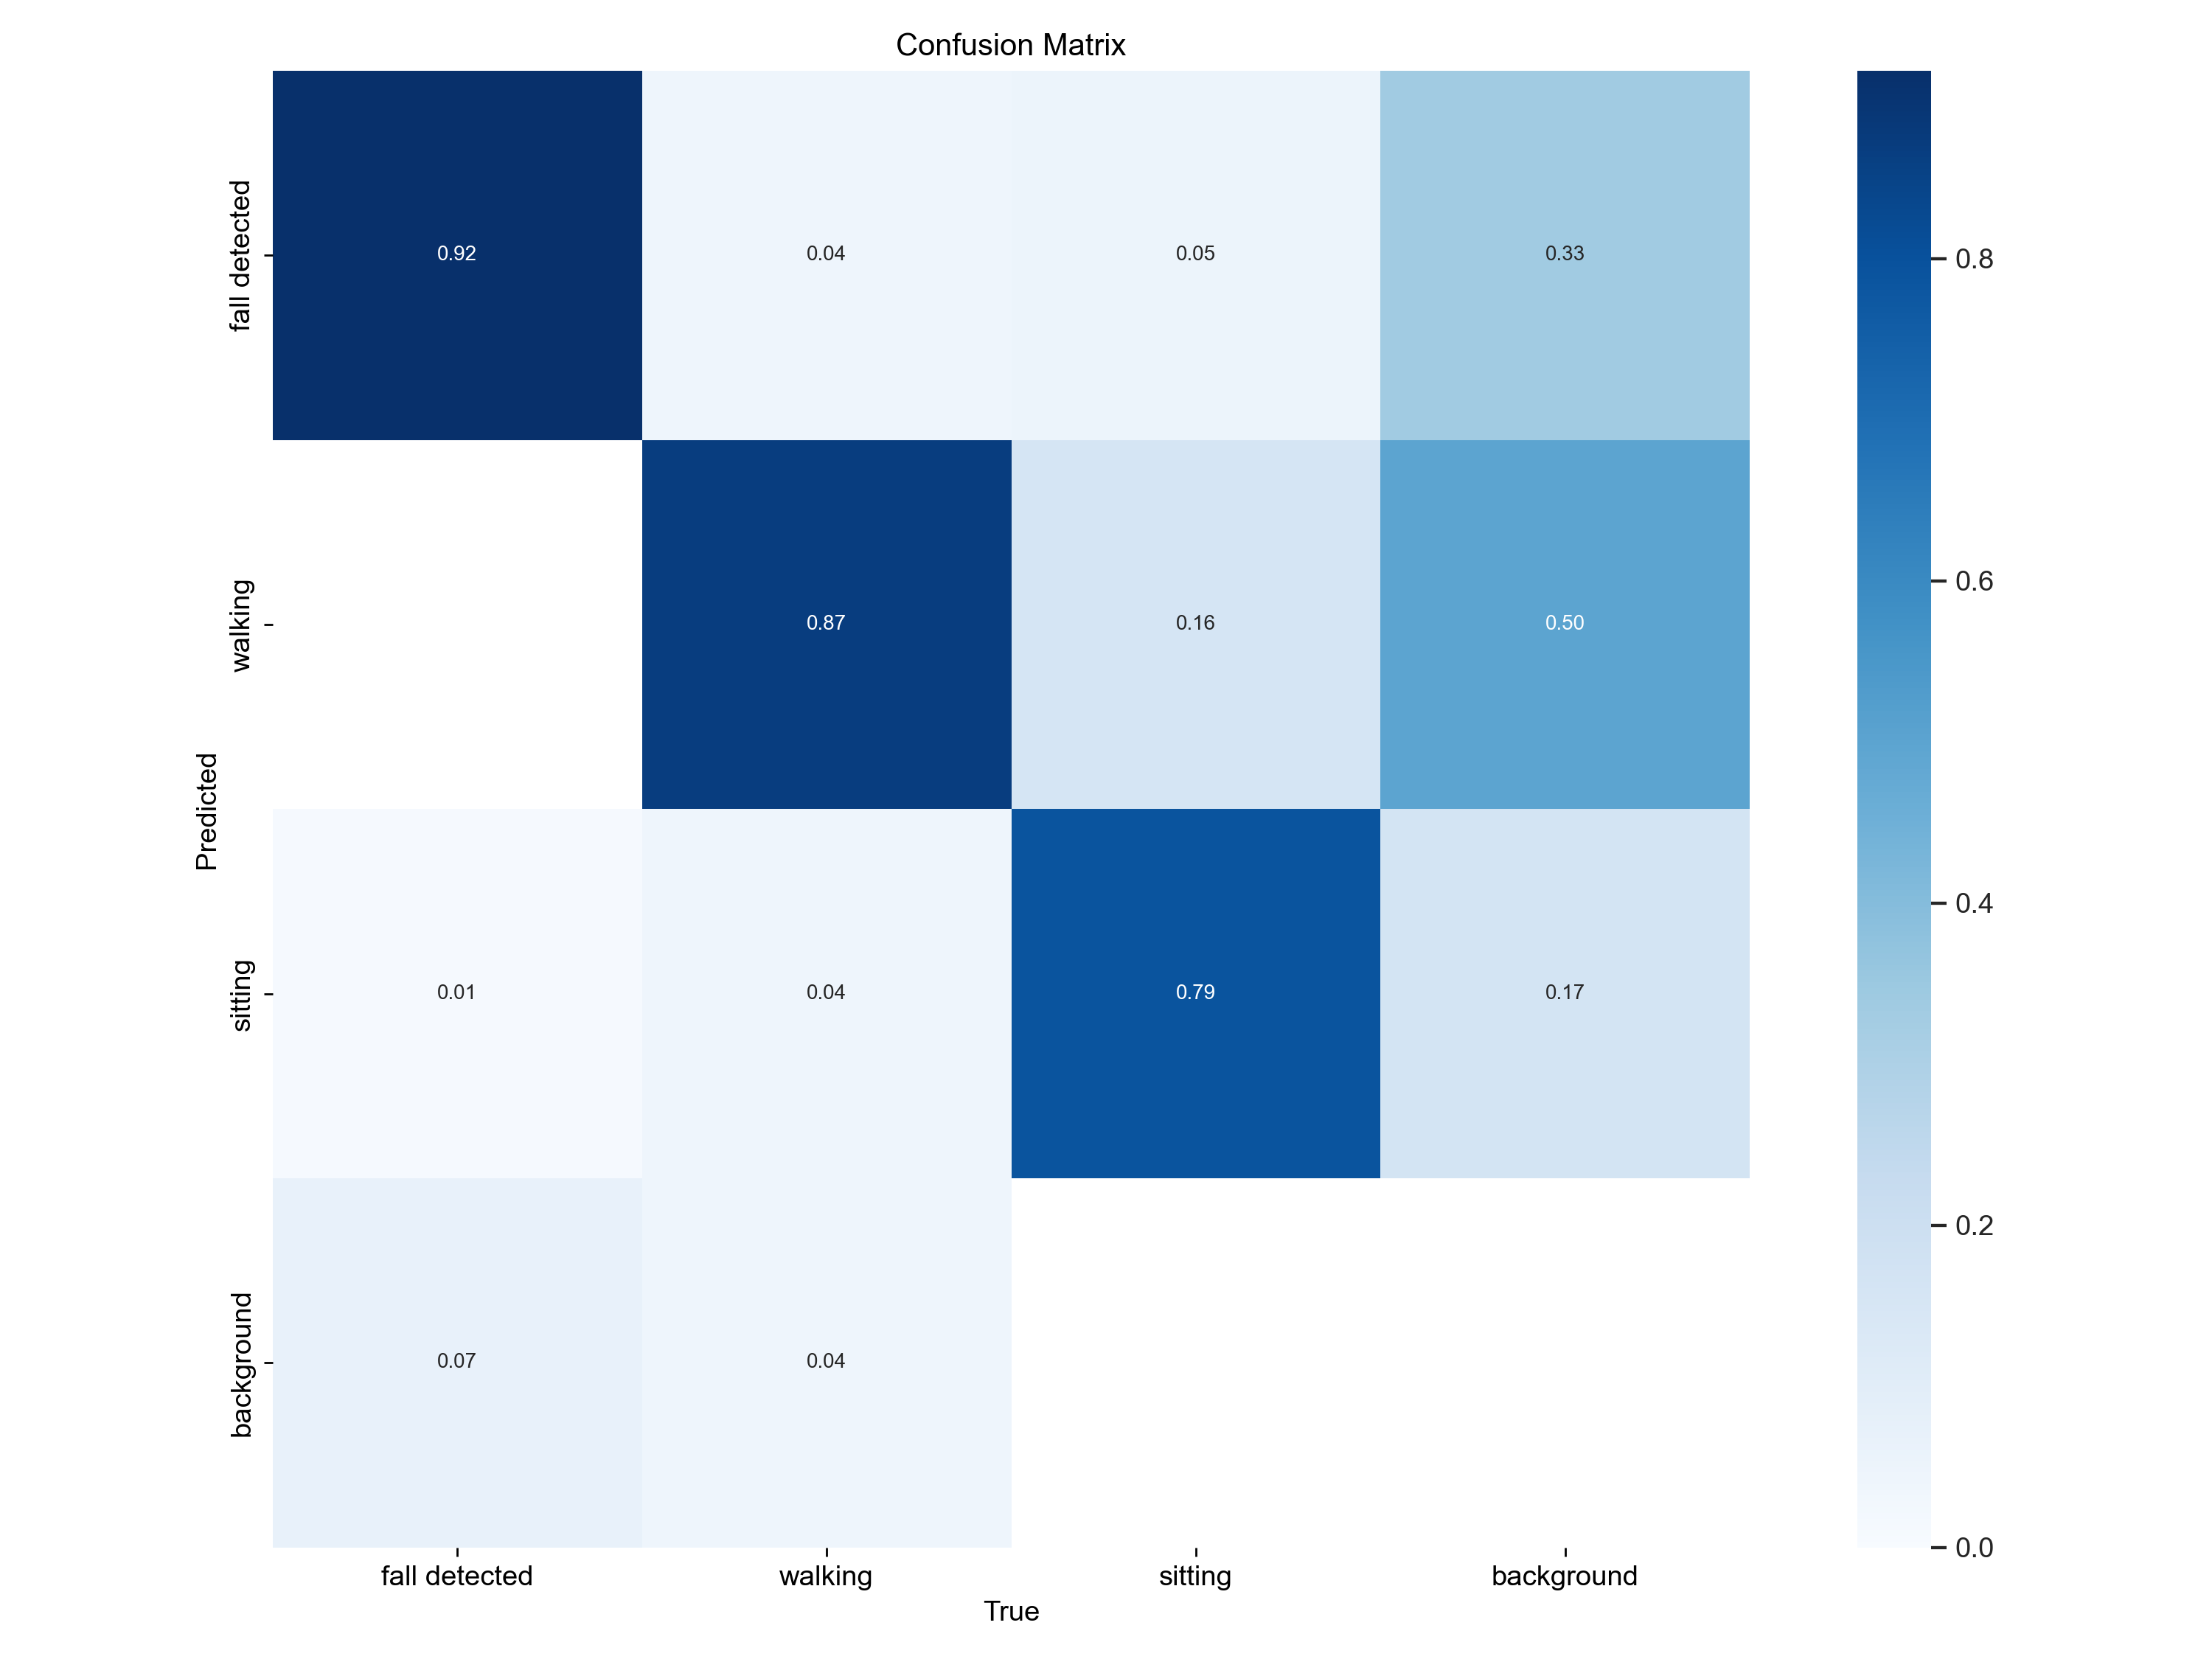 Confusion Matrix
fall detected
0.92
0.04
0.05
0.33
walking
0.87
0.16
0.50
sitting
0.01
0.04
0.79
0.17
background
0.07
0.04
Predicted
fall detected
walking
sitting
background
True
0.8
0.6
0.4
0.2
0.0